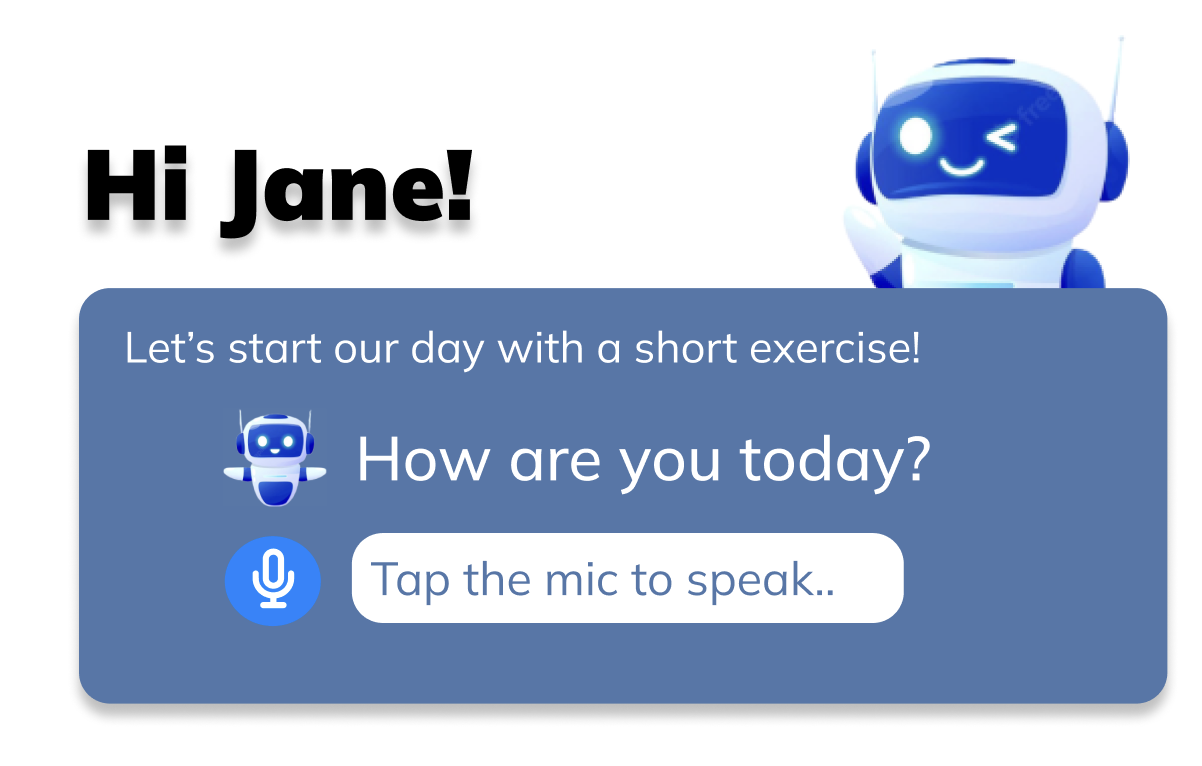 Hi Jane!
Let’s start our day with a short exercise!
How are you today?
Tap the mic to speak..